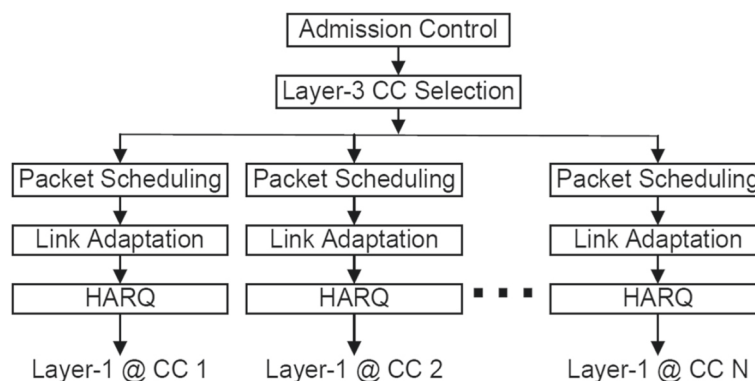 Admission Control
Layer-3 CC Selection
Packet Scheduling Packet Scheduling Packet Scheduling
Link Adaptation Link Adaptation Link Adaptation
HARQ HARQ HARQ
Layer-1 @ CC 1 Layer-1 @ CC 2 Layer-1 @ CC N